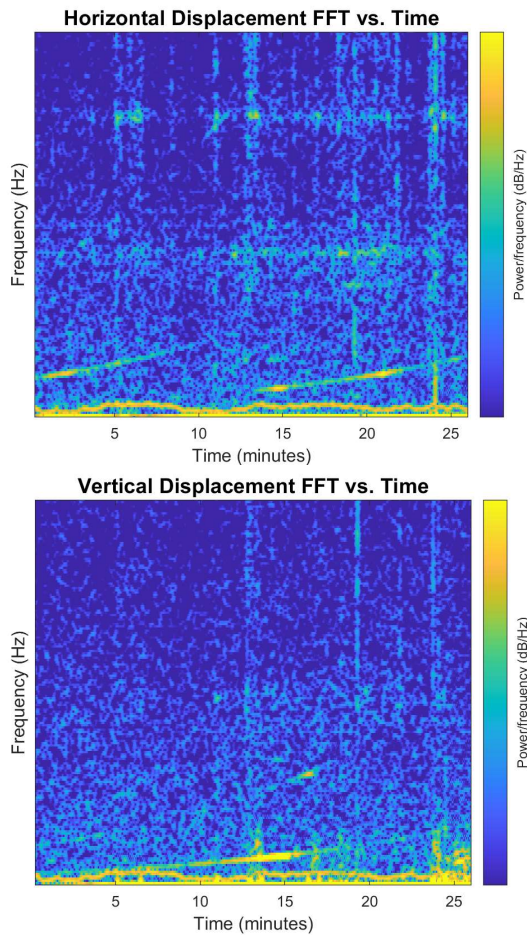 Horizontal Displacement FFT vs. Time
Frequency (Hz)
Power/frequency (dB/Hz)
5 10 15 20 25
Time (minutes)
Vertical Displacement FFT vs. Time
Frequency (Hz)
Power/frequency (dB/Hz)
5 10 15 20 25
Time (minutes)